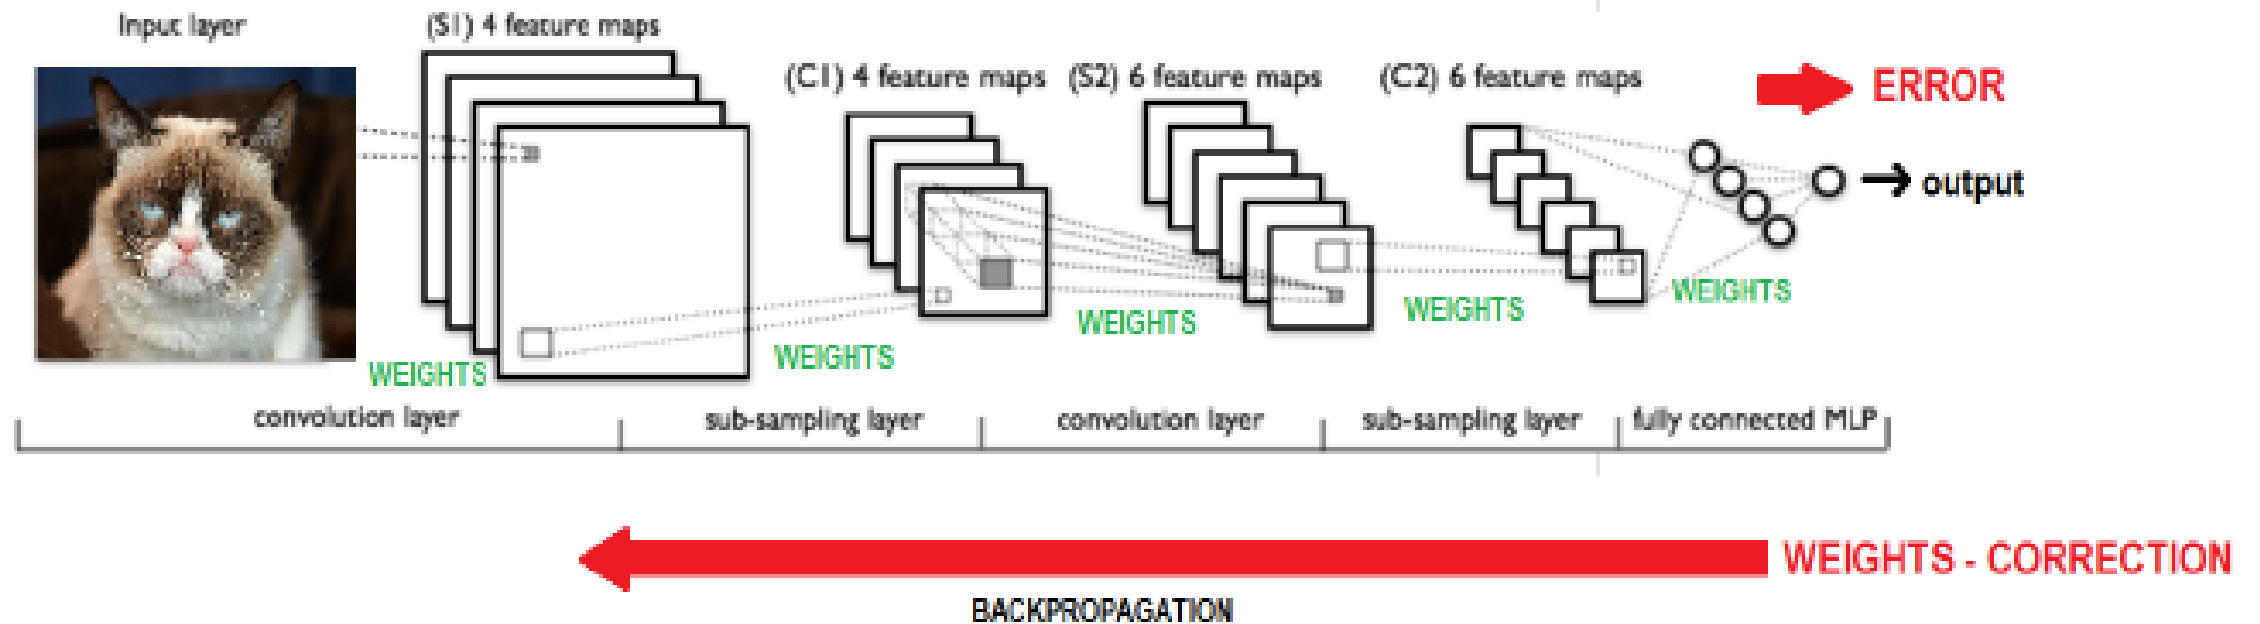 Input layer
(S1) 4 feature maps
(C1) 4 feature maps
(S2) 6 feature maps
(C2) 6 feature maps
ERROR
output
WEIGHTS
WEIGHTS
WEIGHTS
WEIGHTS
WEIGHTS
convolution layer
sub-sampling layer
convolution layer
sub-sampling layer
fully connected MLP
WEIGHTS - CORRECTION
BACKPROPAGATION